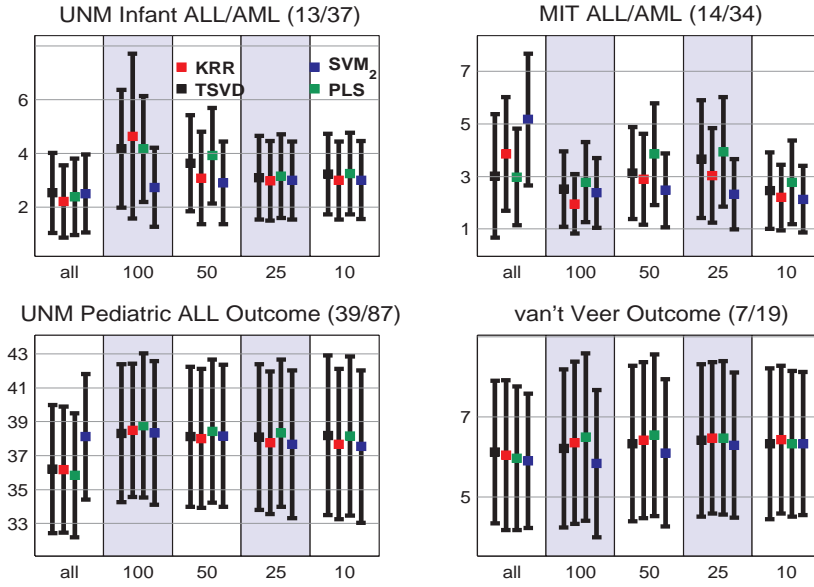 UNM Infant ALL/AML (13/37)
KRR
TSVD
SVM2
PLS
6
4
2
all 100 50 25 10
MIT ALL/AML (14/34)
7
5
3
1
all 100 50 25 10
UNM Pediatric ALL Outcome (39/87)
43
41
39
37
35
33
all 100 50 25 10
van't Veer Outcome (7/19)
7
5
all 100 50 25 10